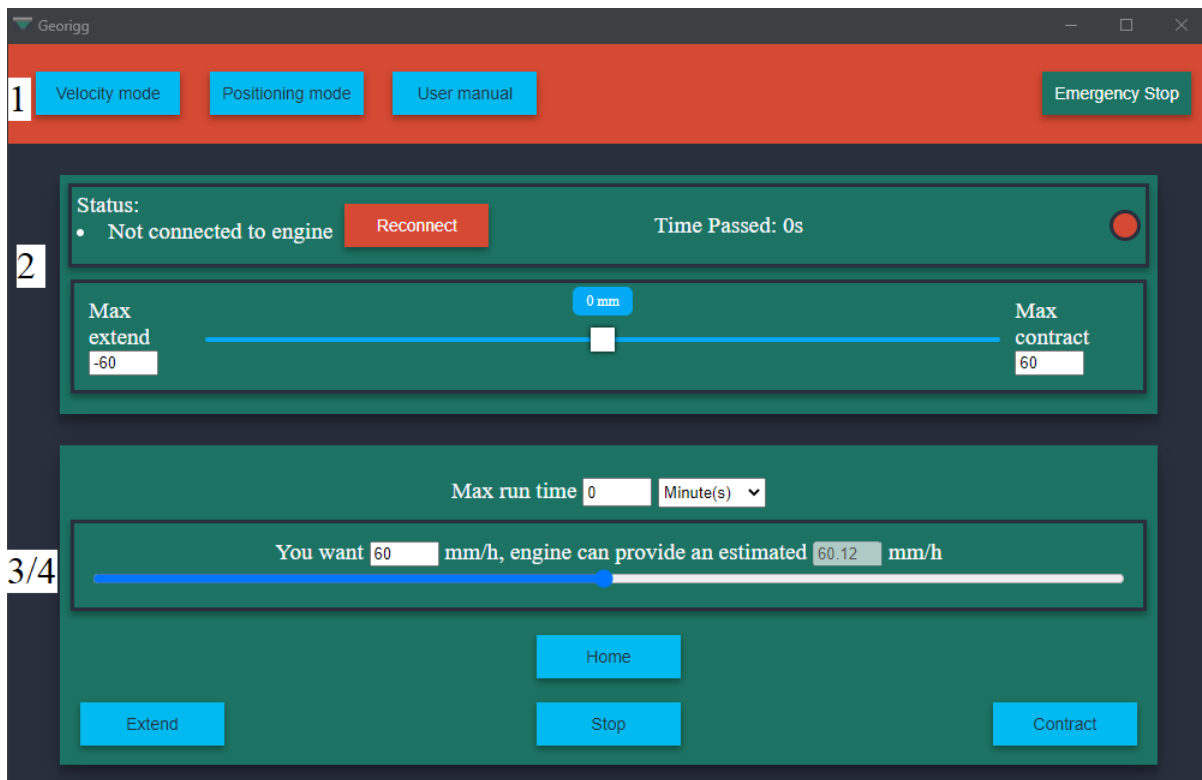 Georigg
1
Velocity mode
Positioning mode
User manual
Emergency Stop
2
Status:
• Not connected to engine
Reconnect
Time Passed: 0s
Max
extend
-60
0 mm
Max
contract
60
3/4
Max run time 0 Minute(s)
You want 60 mm/h, engine can provide an estimated 60.12 mm/h
Home
Extend
Stop
Contract